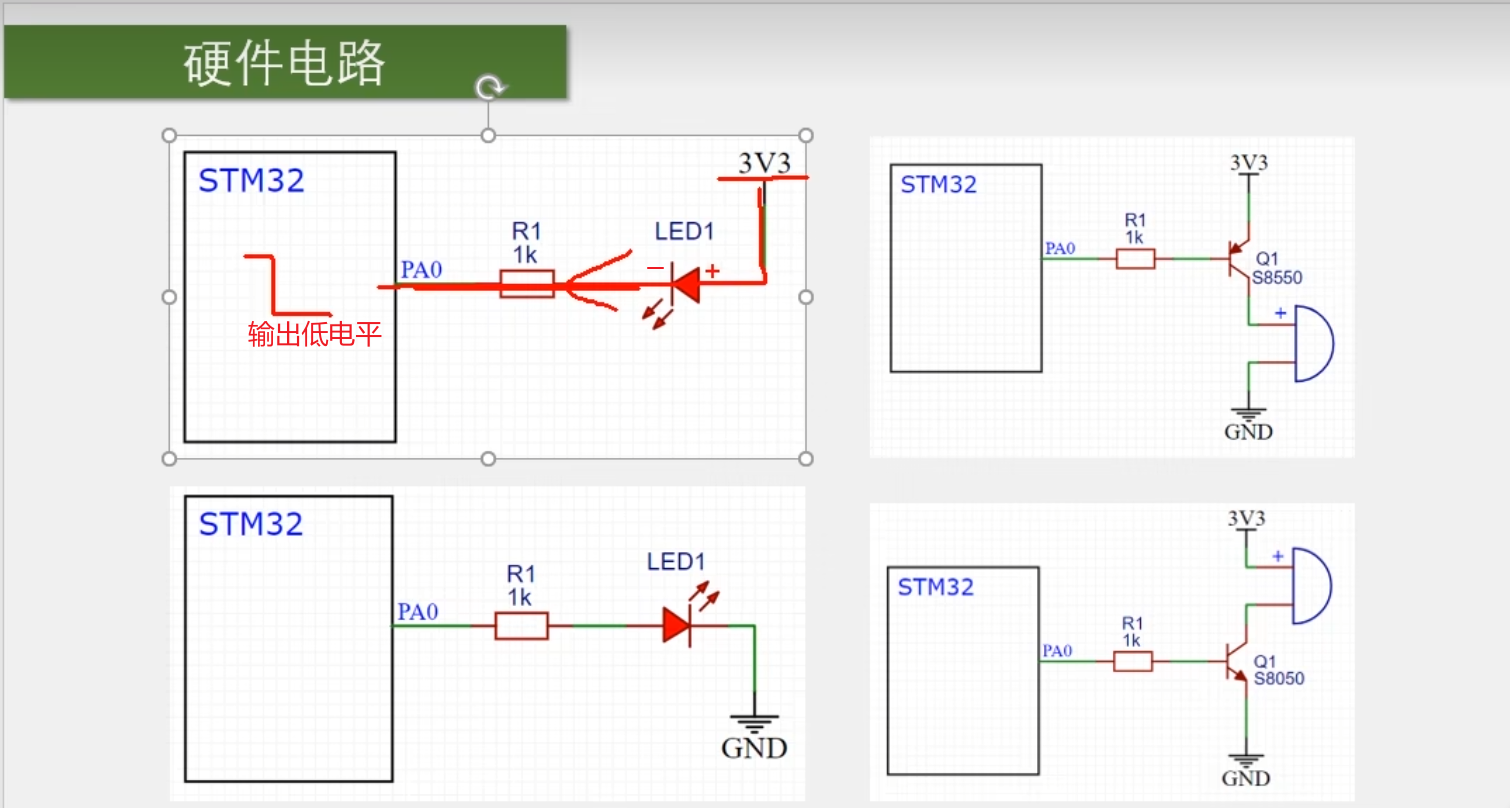 硬件电路
STM32
3V3
R1
1k
LED1
PA0
－
+
输出低电平
STM32
3V3
R1
1k
PA0
Q1
S8550
+
GND
STM32
R1
1k
LED1
PA0
GND
3V3
+
STM32
R1
1k
PA0
Q1
S8050
GND